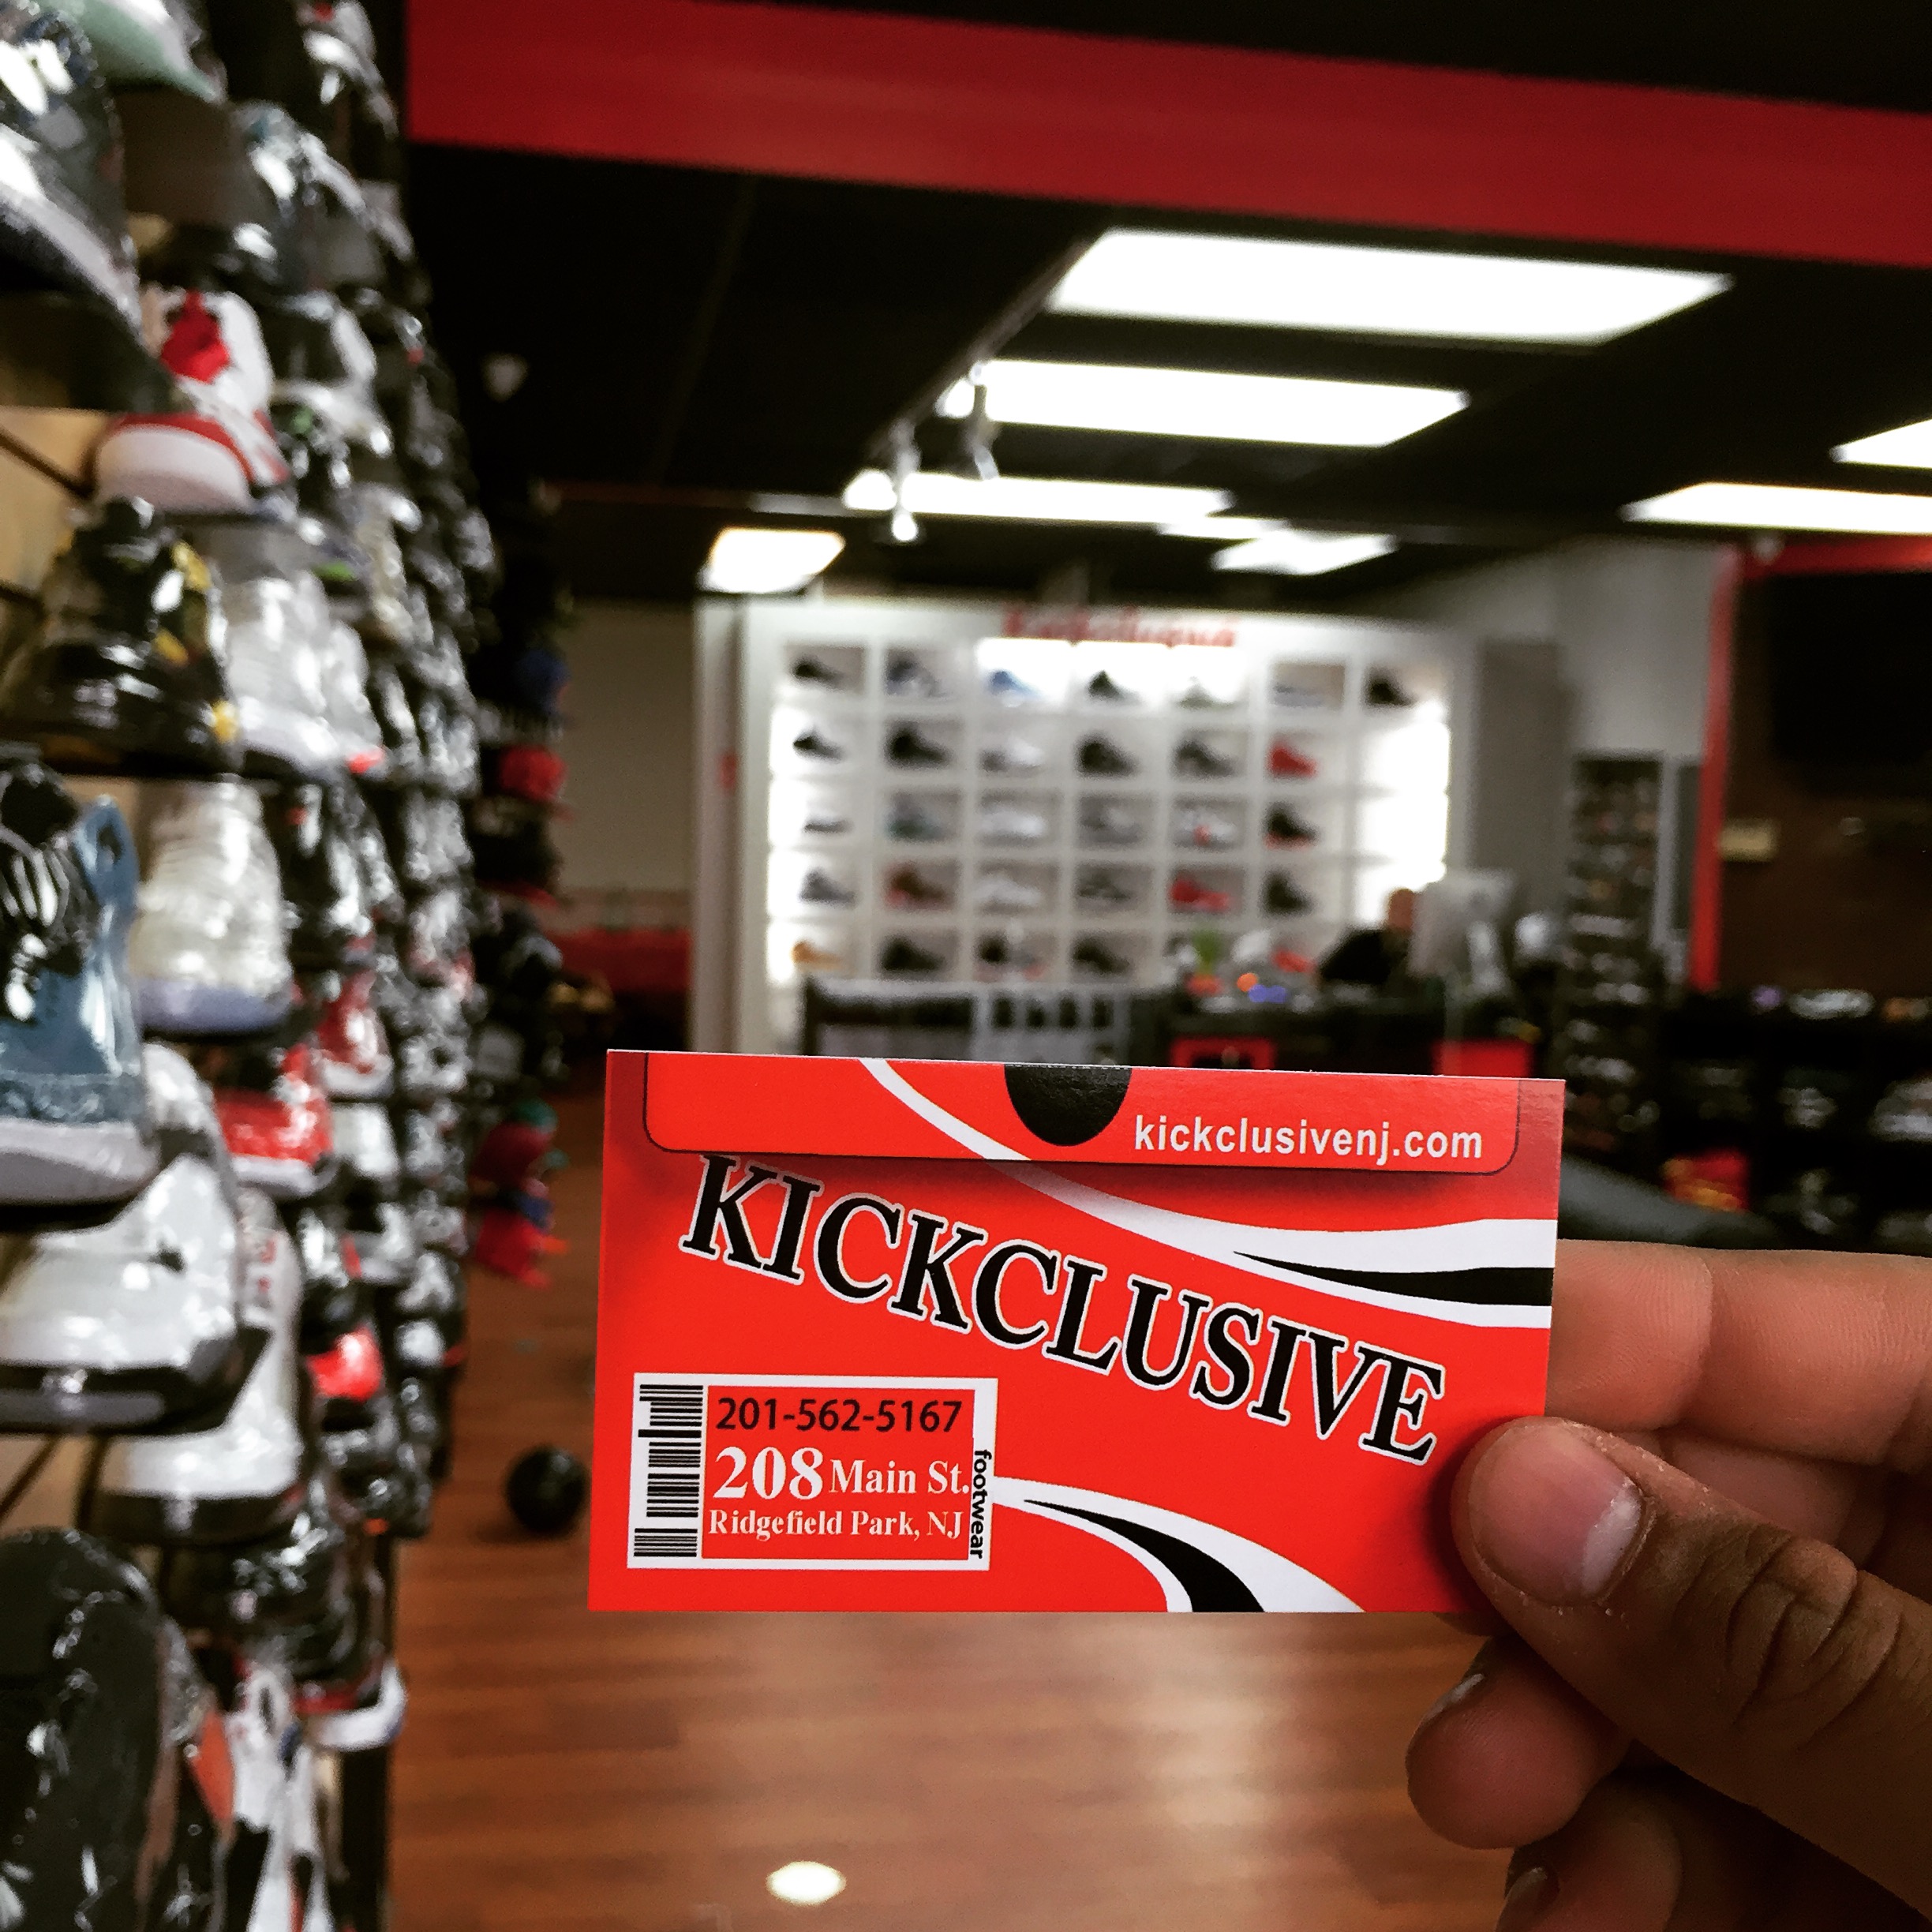 kickclusivenj.com
KICKCLUSIVE
201-562-5167
208 Main St.
Ridgefield Park, NJ
footwear